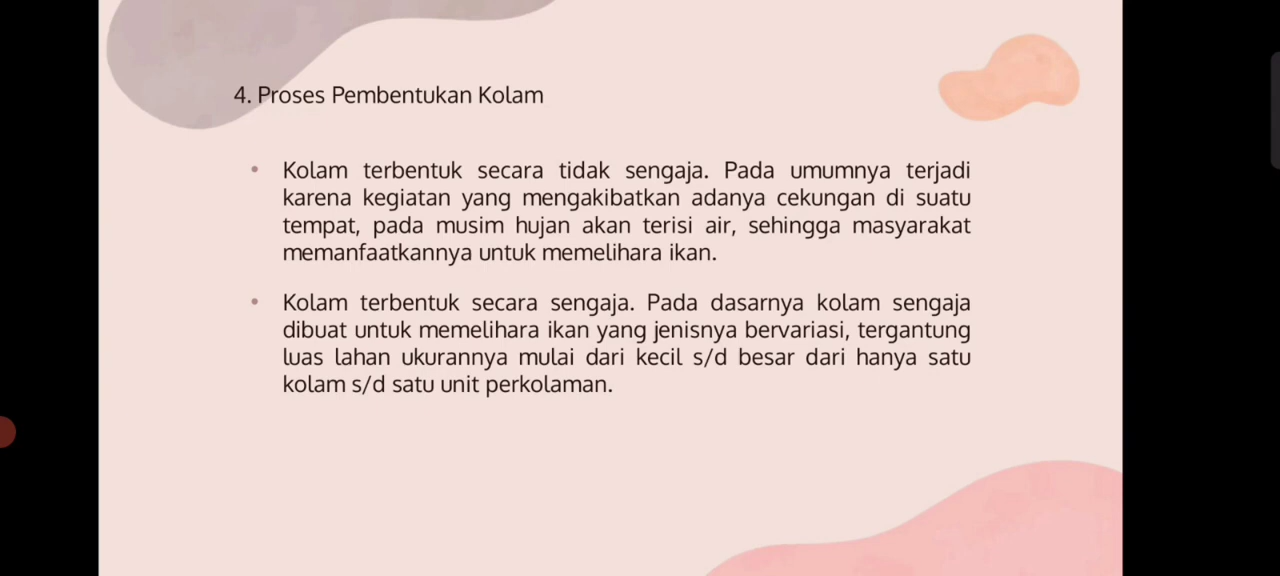 4. Proses Pembentukan Kolam
• Kolam terbentuk secara tidak sengaja. Pada umumnya terjadi
karena kegiatan yang mengakibatkan adanya cekungan di suatu
tempat, pada musim hujan akan terisi air, sehingga masyarakat
memanfaatkannya untuk memelihara ikan.
• Kolam terbentuk secara sengaja. Pada dasarnya kolam sengaja
dibuat untuk memelihara ikan yang jenisnya bervariasi, tergantung
luas lahan ukurannya mulai dari kecil s/d besar dari hanya satu
kolam s/d satu unit perkolaman.